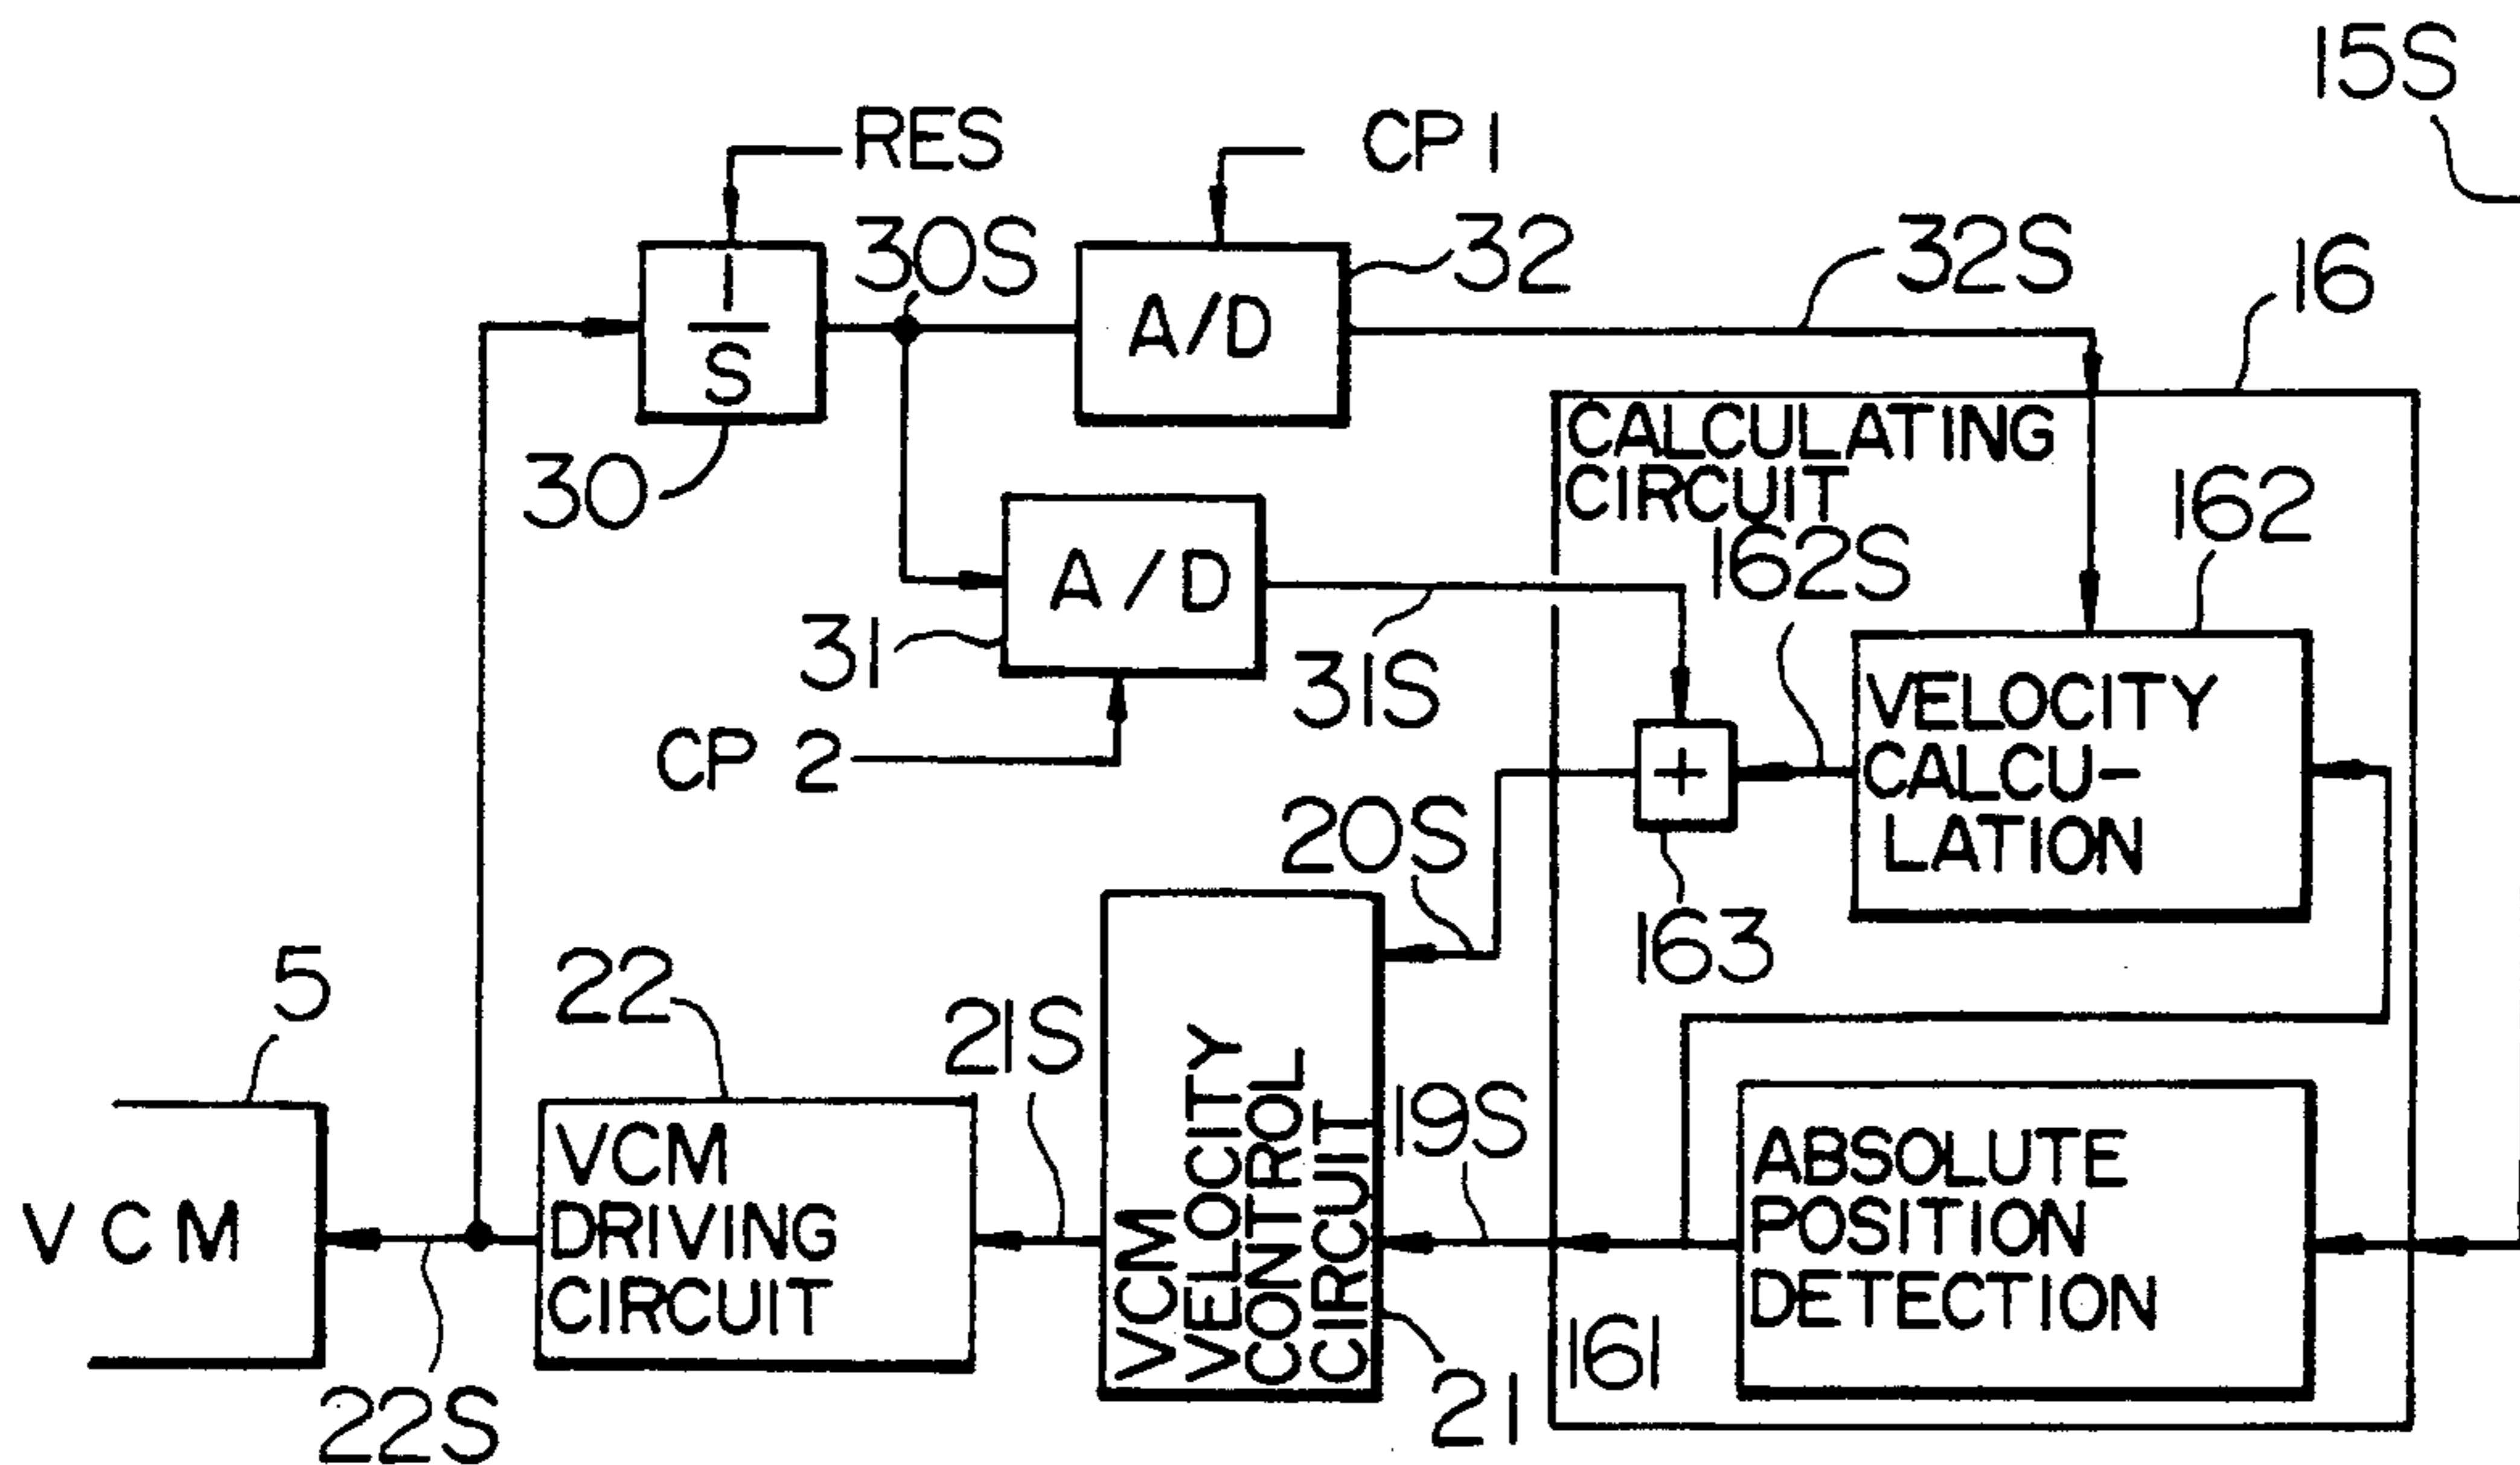 15S
RES
CP1
30S
32
32S
16
1
S
A/D
30
CALCULATING
CIRCUIT
162
162S
A/D
31
31S
CP 2
VELOCITY
CALCU-
LATION
20S
163
5
22
21S
19S
VCM
VCM
DRIVING
CIRCUIT
VCM
VELOCITY
CONTROL
CIRCUIT
ABSOLUTE
POSITION
DETECTION
161
21
22S